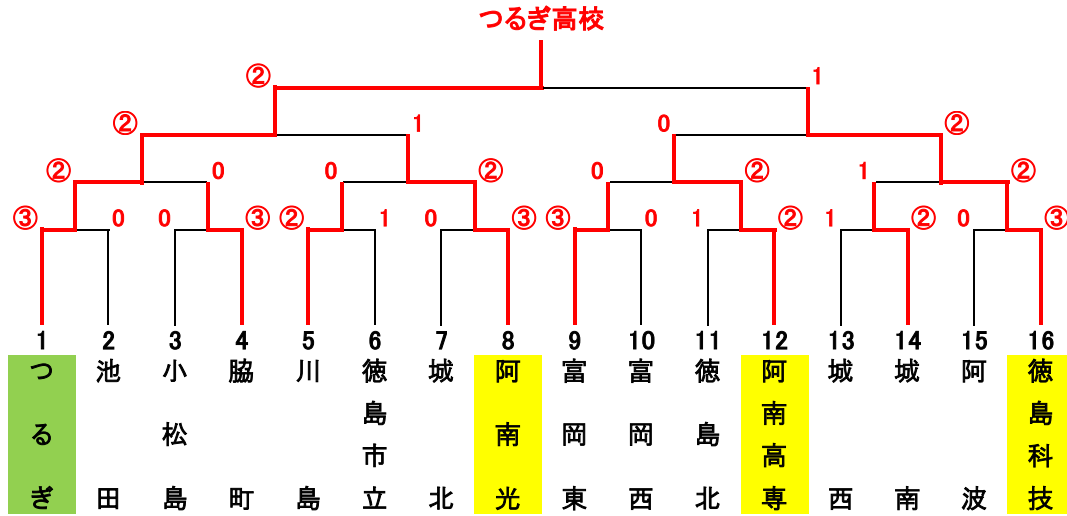 つるぎ高校
② 1
② 1 0 ②
② 0 0 ② 0 ② 1 ②
③ 0 0 ③ ② 1 0 ③ ③ 0 1 ② 1 ② 0 ③
1 2 3 4 5 6 7 8 9 10 11 12 13 14 15 16
つるぎ
池田
小松島
脇町
川島
徳島市立
城北
阿南光
富岡東
富岡西
徳島北
阿南高専
城西
城南
阿波
徳島科技